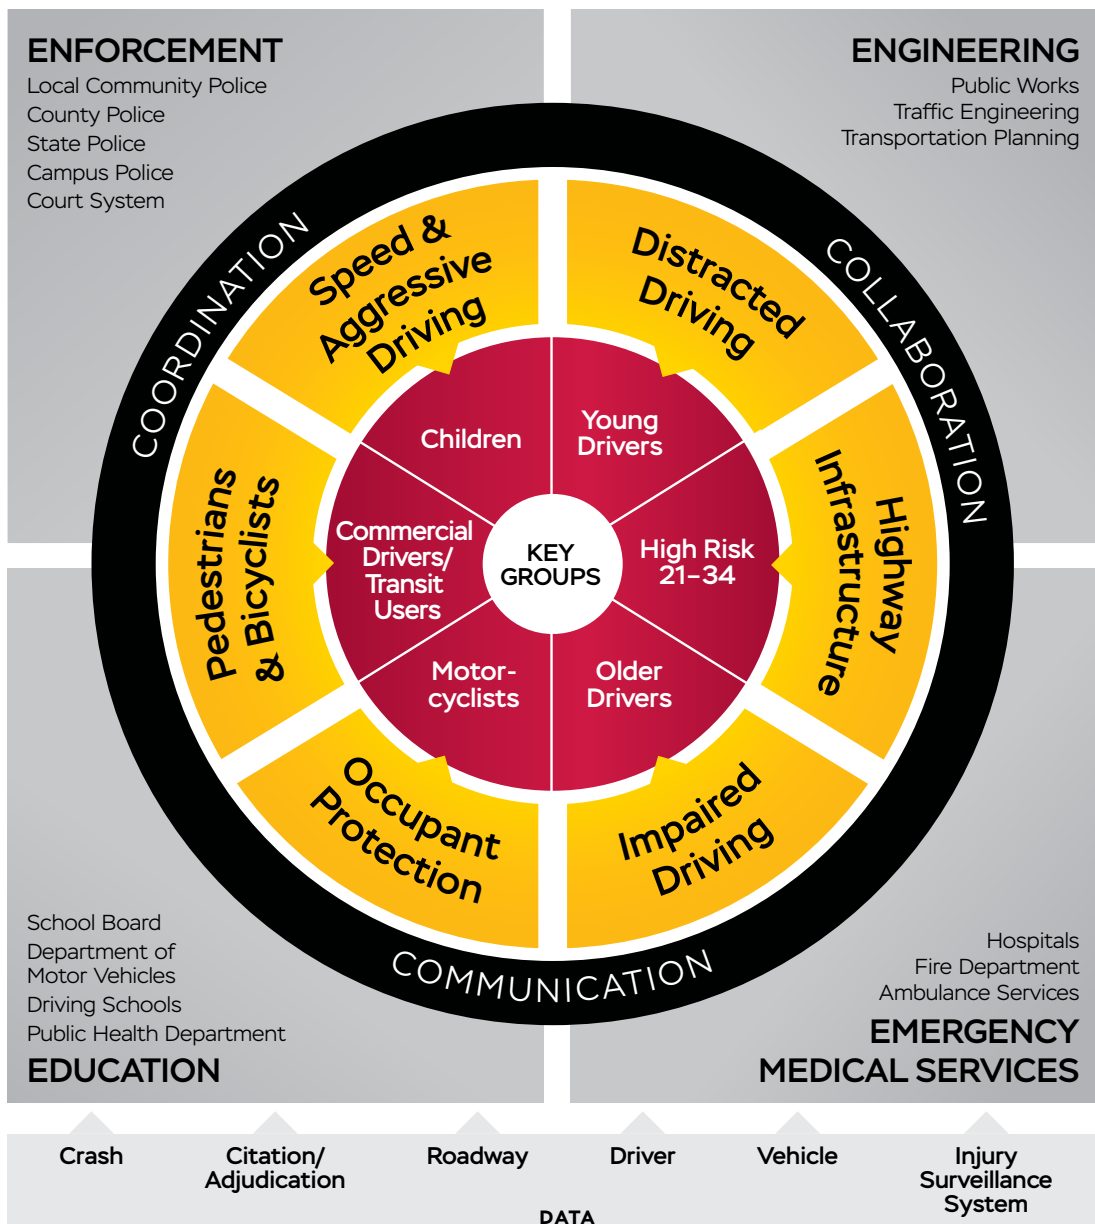 ENFORCEMENT
Local Community Police
County Police
State Police
Campus Police
Court System
ENGINEERING
Public Works
Traffic Engineering
Transportation Planning
COORDINATION
COLLABORATION
COMMUNICATION
Speed &
Aggressive
Driving
Distracted
Driving
Highway
Infrastructure
Impaired
Driving
Occupant
Protection
Pedestrians
& Bicyclists
Children
Young
Drivers
High Risk
21–34
Older
Drivers
Motor-
cyclists
Commercial
Drivers/
Transit
Users
KEY
GROUPS
School Board
Department of
Motor Vehicles
Driving Schools
Public Health Department
EDUCATION
Hospitals
Fire Department
Ambulance Services
EMERGENCY
MEDICAL SERVICES
Crash
Citation/
Adjudication
Roadway
Driver
Vehicle
Injury
Surveillance
System
DATA